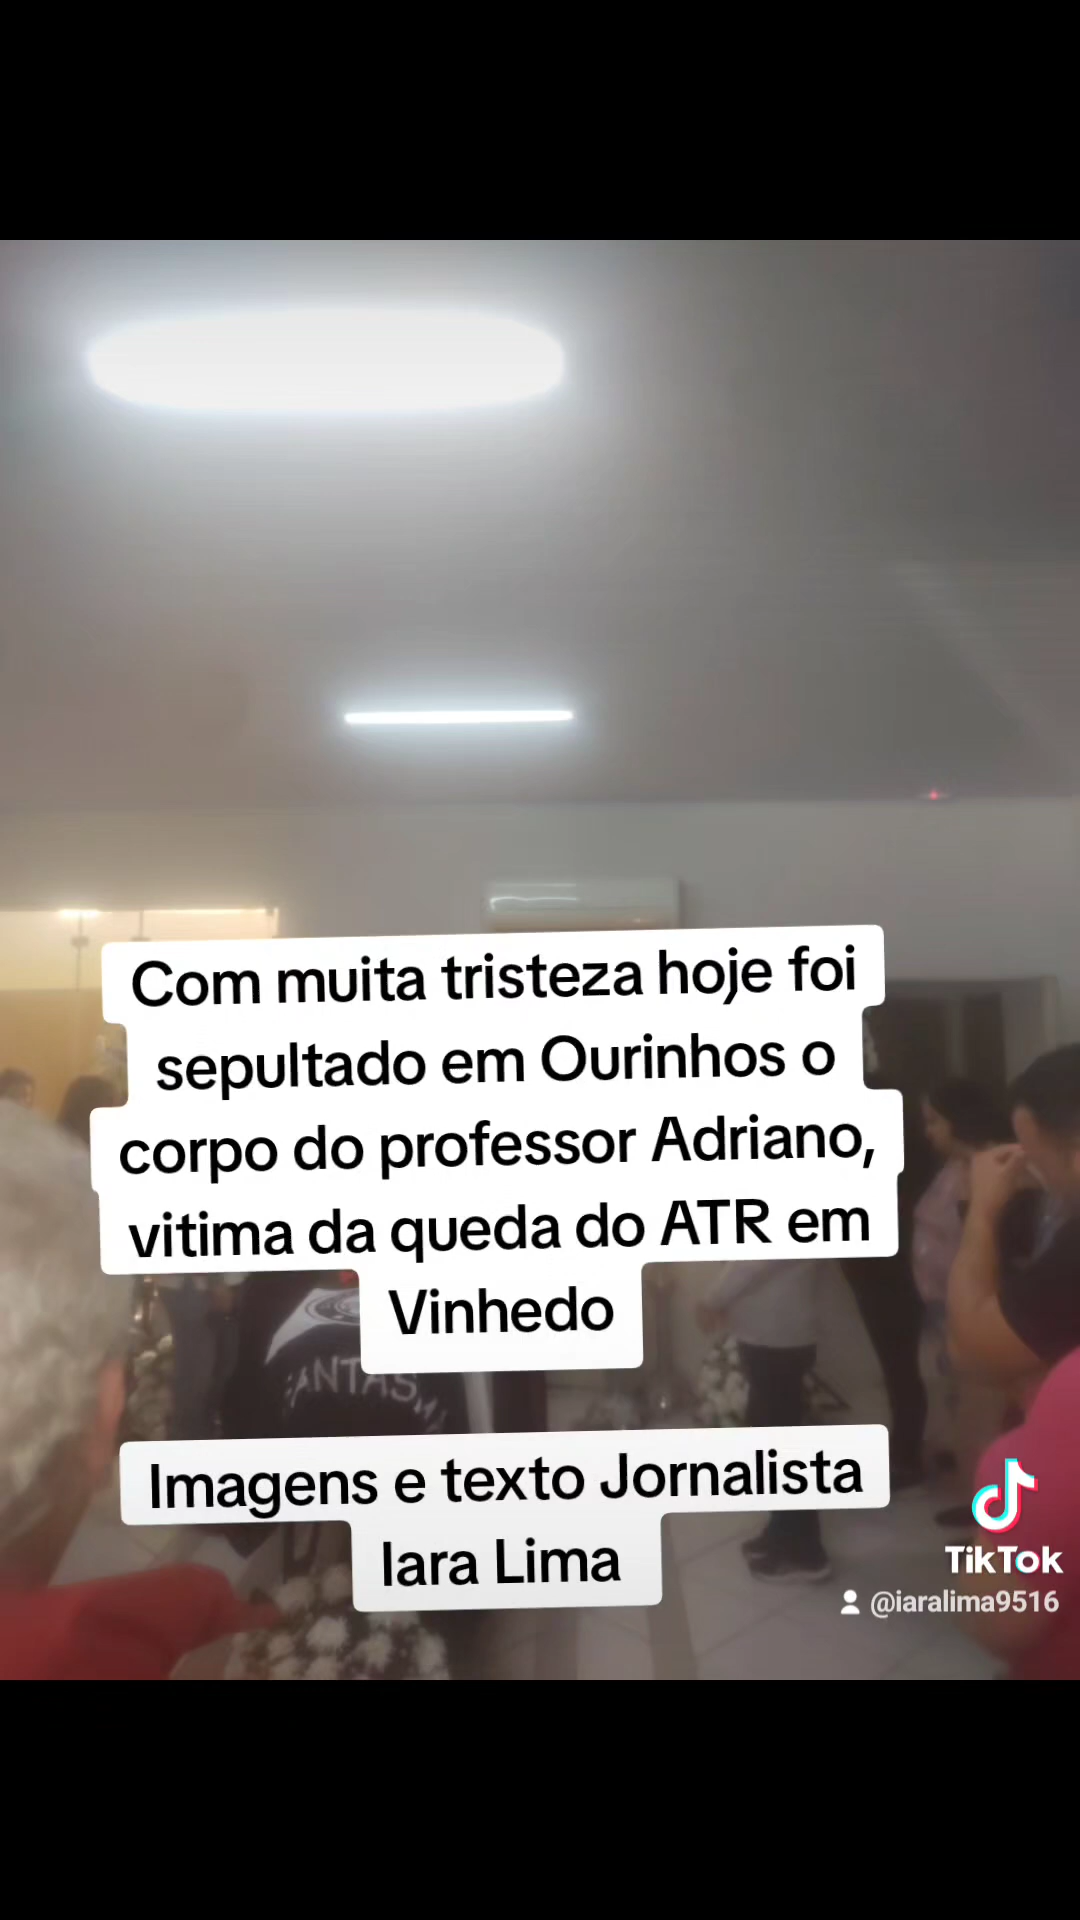 Com muita tristeza hoje foi
sepultado em Ourinhos o
corpo do professor Adriano,
vitima da queda do ATR em
Vinhedo
ANTAS
Imagens e texto Jornalista
Iara Lima
TikTok
@iaralima9516